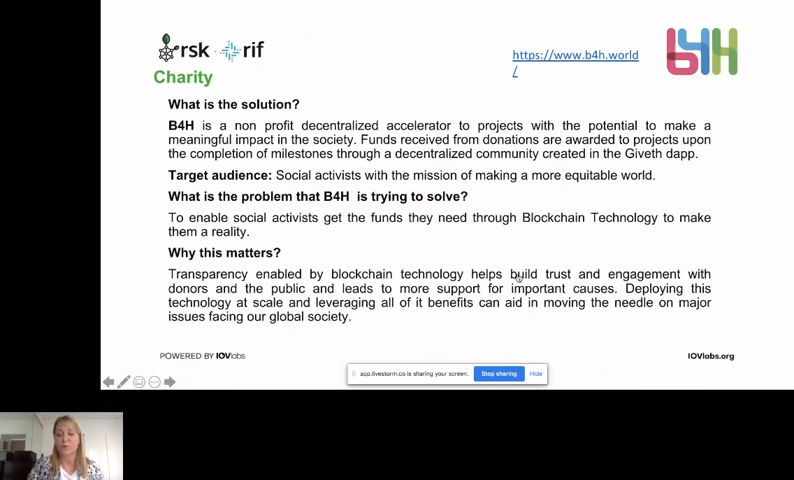 rsk rif
https://www.b4h.world
/
b4H
Charity
What is the solution?
B4H is a non profit decentralized accelerator to projects with the potential to make a
meaningful impact in the society. Funds received from donations are awarded to projects upon
the completion of milestones through a decentralized community created in the Giveth dapp.
Target audience: Social activists with the mission of making a more equitable world.
What is the problem that B4H is trying to solve?
To enable social activists get the funds they need through Blockchain Technology to make
them a reality.
Why this matters?
Transparency enabled by blockchain technology helps build trust and engagement with
donors and the public and leads to more support for important causes. Deploying this
technology at scale and leveraging all of it benefits can aid in moving the needle on major
issues facing our global society.
POWERED BY IOVlabs
IOVlabs.org
app.livestorm.co is sharing your screen.
Stop sharing
Hide